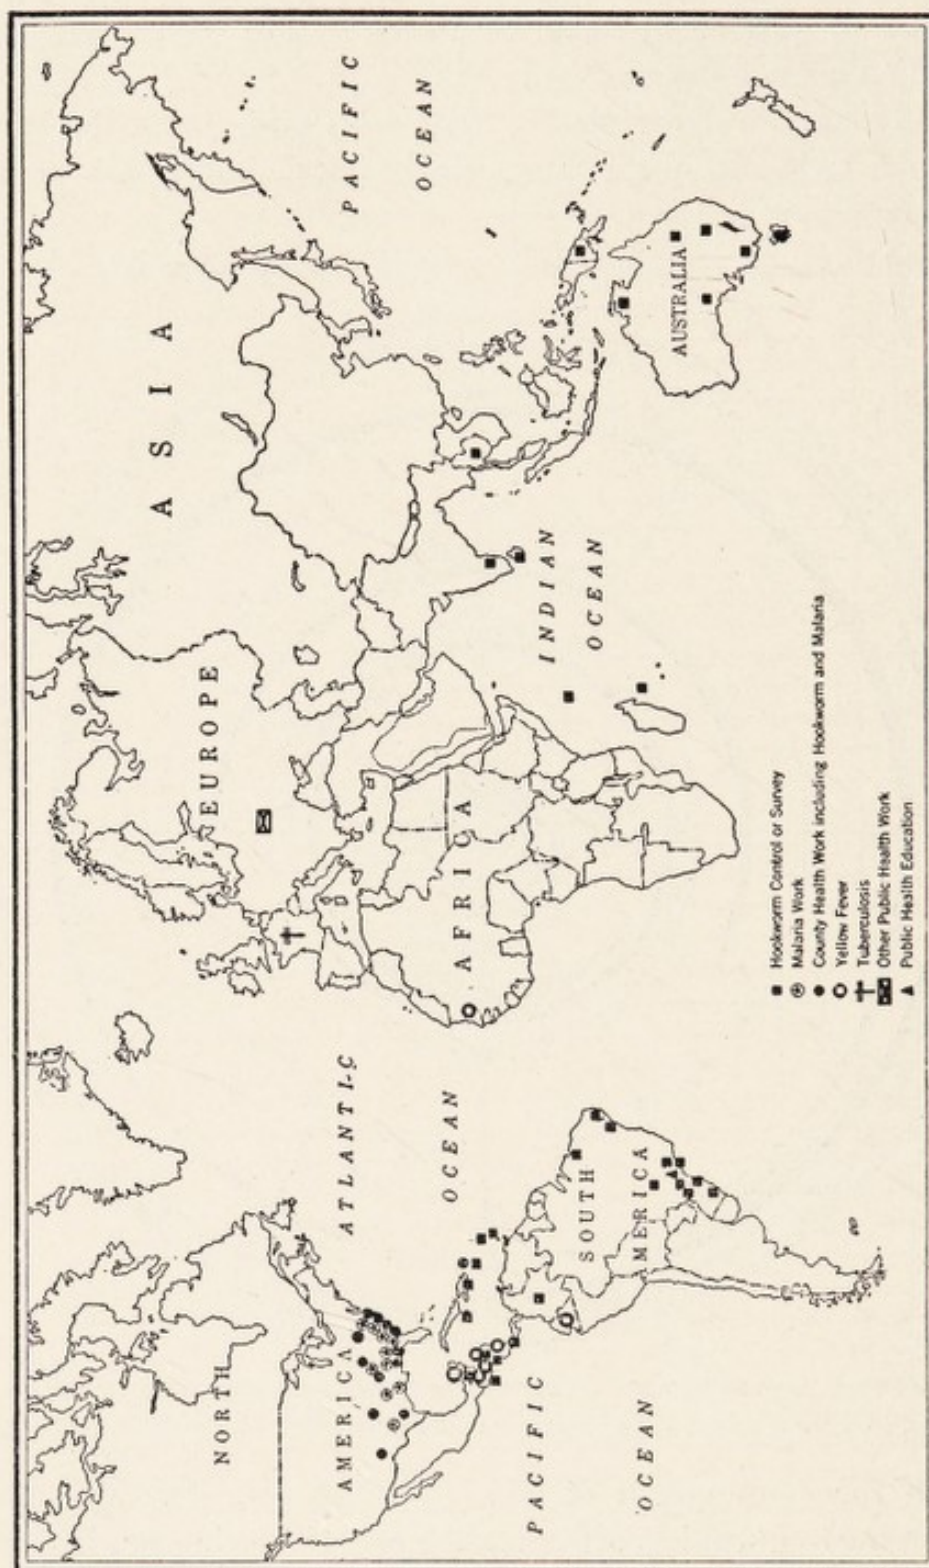 NORTH
AMERICA
ATLANTIC
OCEAN
EUROPE
ASIA
PACIFIC
OCEAN
AFRICA
INDIAN
OCEAN
AUSTRALIA
SOUTH
AMERICA
PACIFIC
OCEAN
Hookworm Control or Survey
Malaria Work
County Health Work including Hookworm and Malaria
Yellow Fever
Tuberculosis
Other Public Health Work
Public Health Education